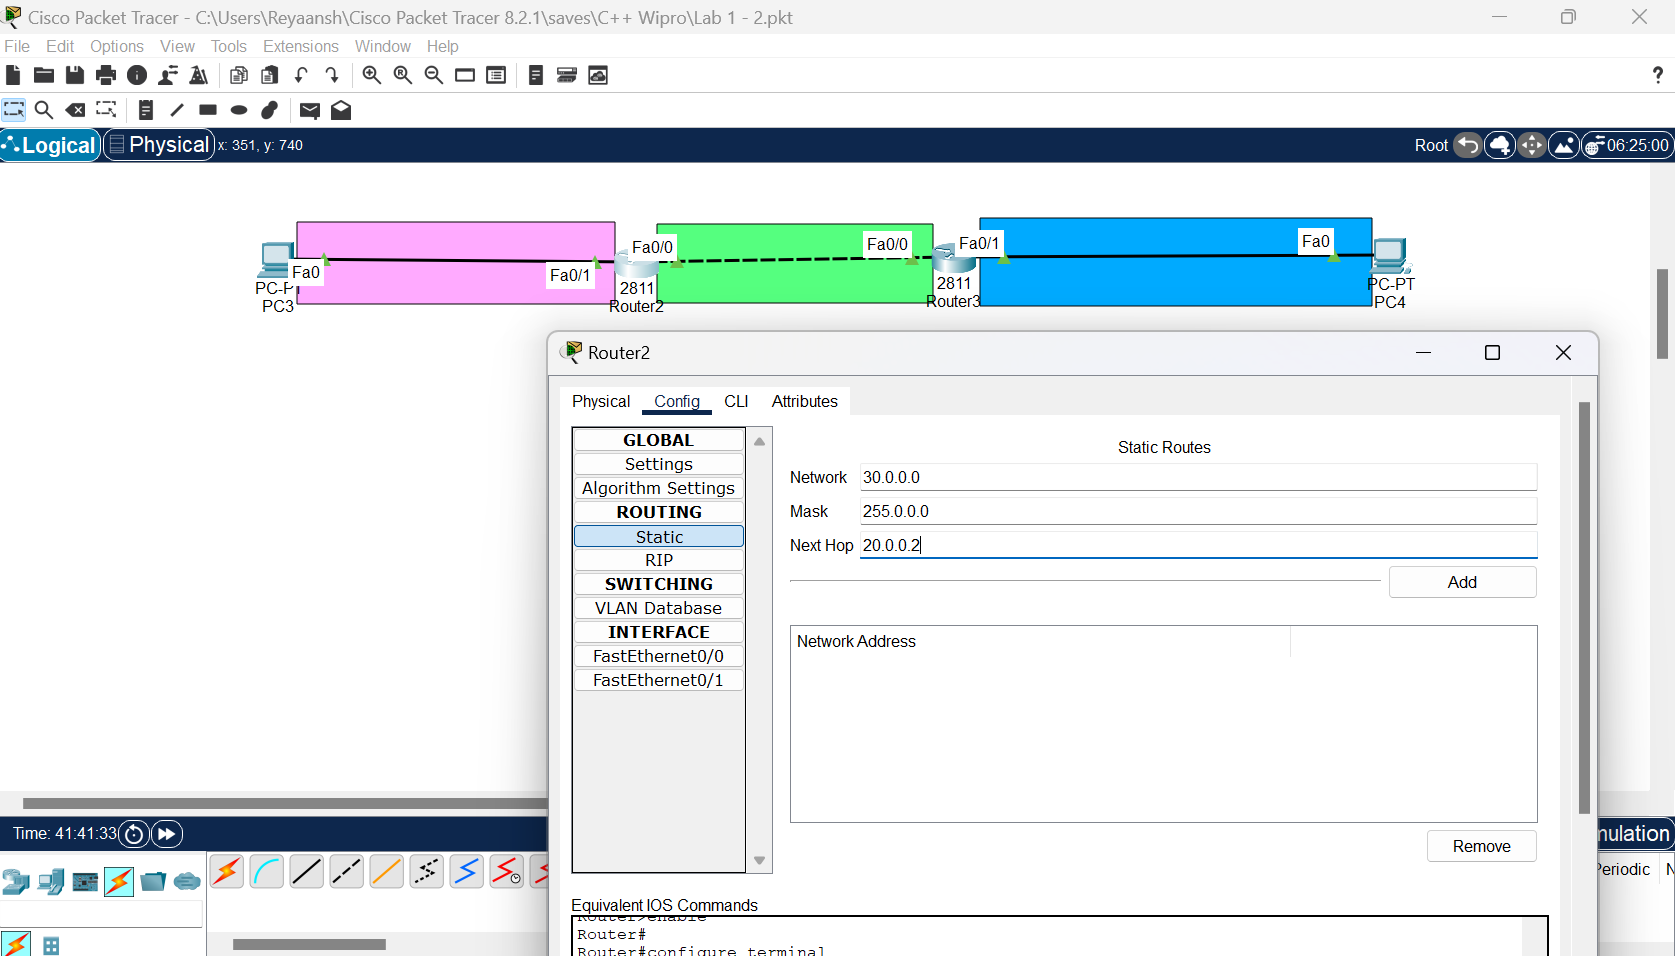 Cisco Packet Tracer - C:\Users\Reyaansh\Cisco Packet Tracer 8.2.1\saves\C++ Wipro\Lab 1 - 2.pkt
File Edit Options View Tools Extensions Window Help
?
Logical Physical x: 351, y: 740 Root 06:25:00
Fa0
PC-P
PC3
Fa0/1
Fa0/0
2811
Router2
Fa0/0
Fa0/1
2811
Router3
Fa0
PC-PT
PC4
Router2
Physical Config CLI Attributes
GLOBAL
Settings
Algorithm Settings
ROUTING
Static
RIP
SWITCHING
VLAN Database
INTERFACE
FastEthernet0/0
FastEthernet0/1
Static Routes
Network 30.0.0.0
Mask 255.0.0.0
Next Hop 20.0.0.2
Add
Network Address
Remove
Equivalent IOS Commands
Router>enable
Router#
Router#configure terminal
Time: 41:41:33
mulation
Periodic